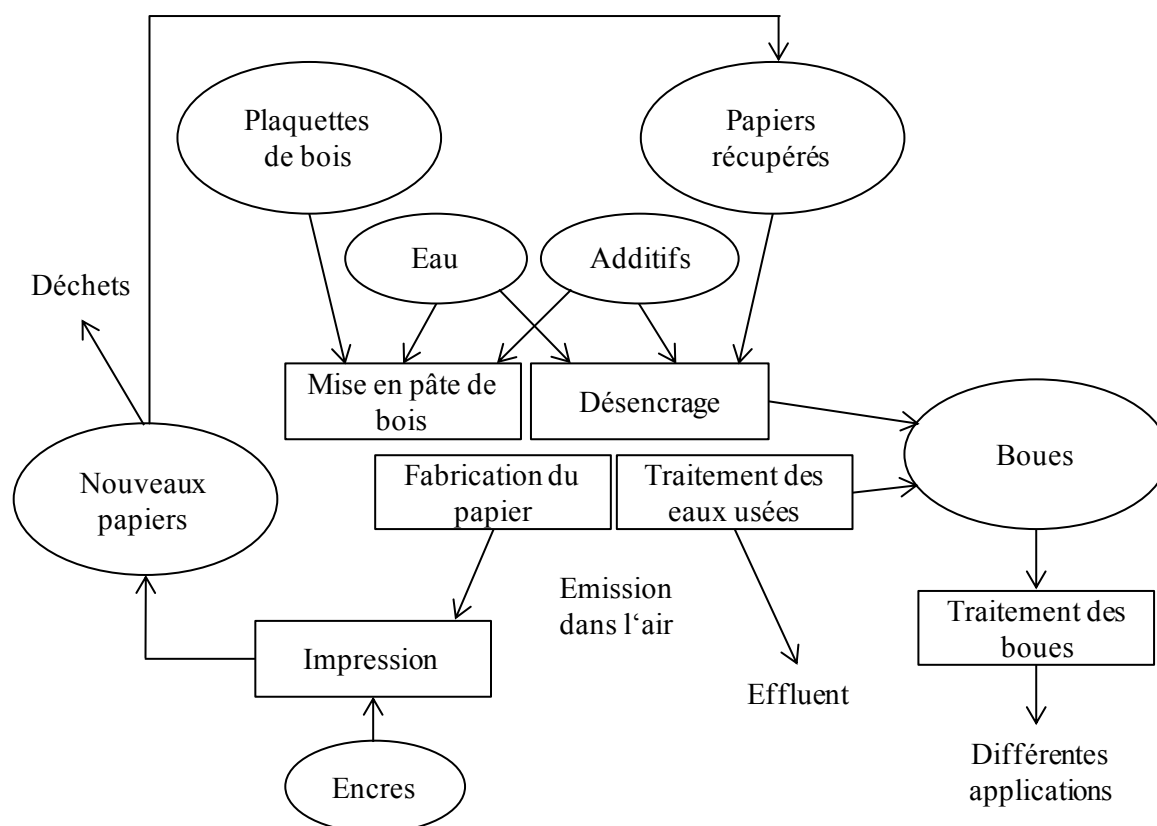 Plaquettes
de bois
Papiers
récupérés
Eau
Additifs
Déchets
Mise en pâte de
bois
Désencrage
Boues
Nouveaux
papiers
Fabrication du
papier
Traitement des
eaux usées
Emission
dans l‘air
Traitement des
boues
Impression
Effluent
Encres
Différentes
applications